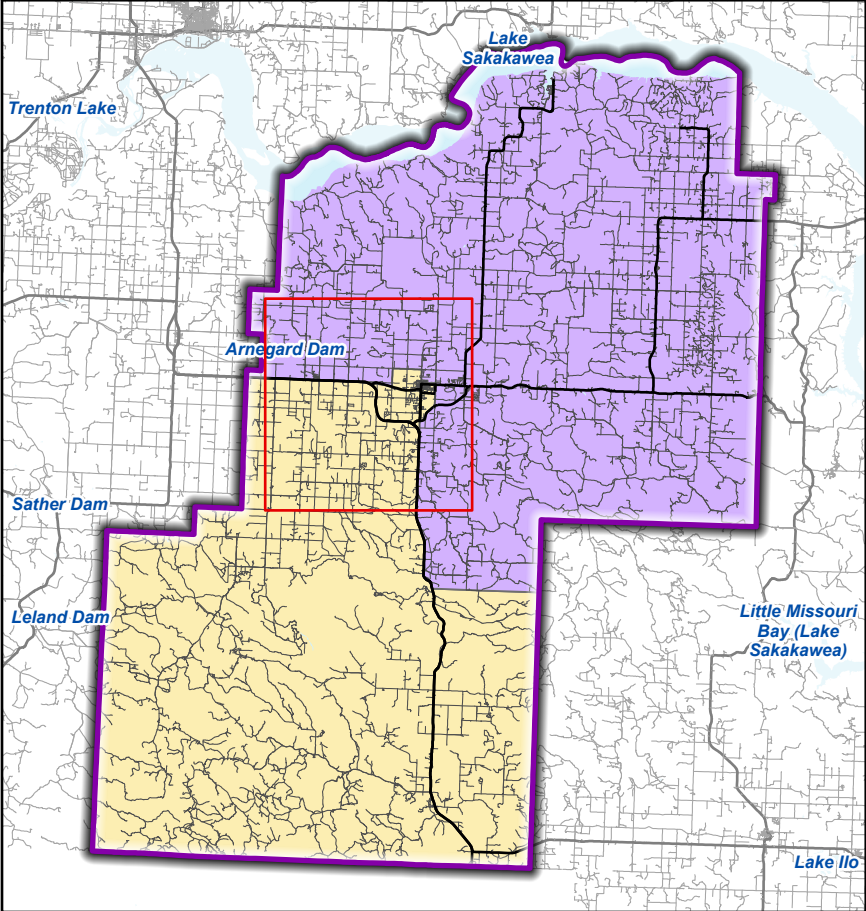 Lake
Sakakawea
Trenton Lake
Arnegard Dam
Sather Dam
Leland Dam
Little Missouri
Bay (Lake
Sakakawea)
Lake Ilo